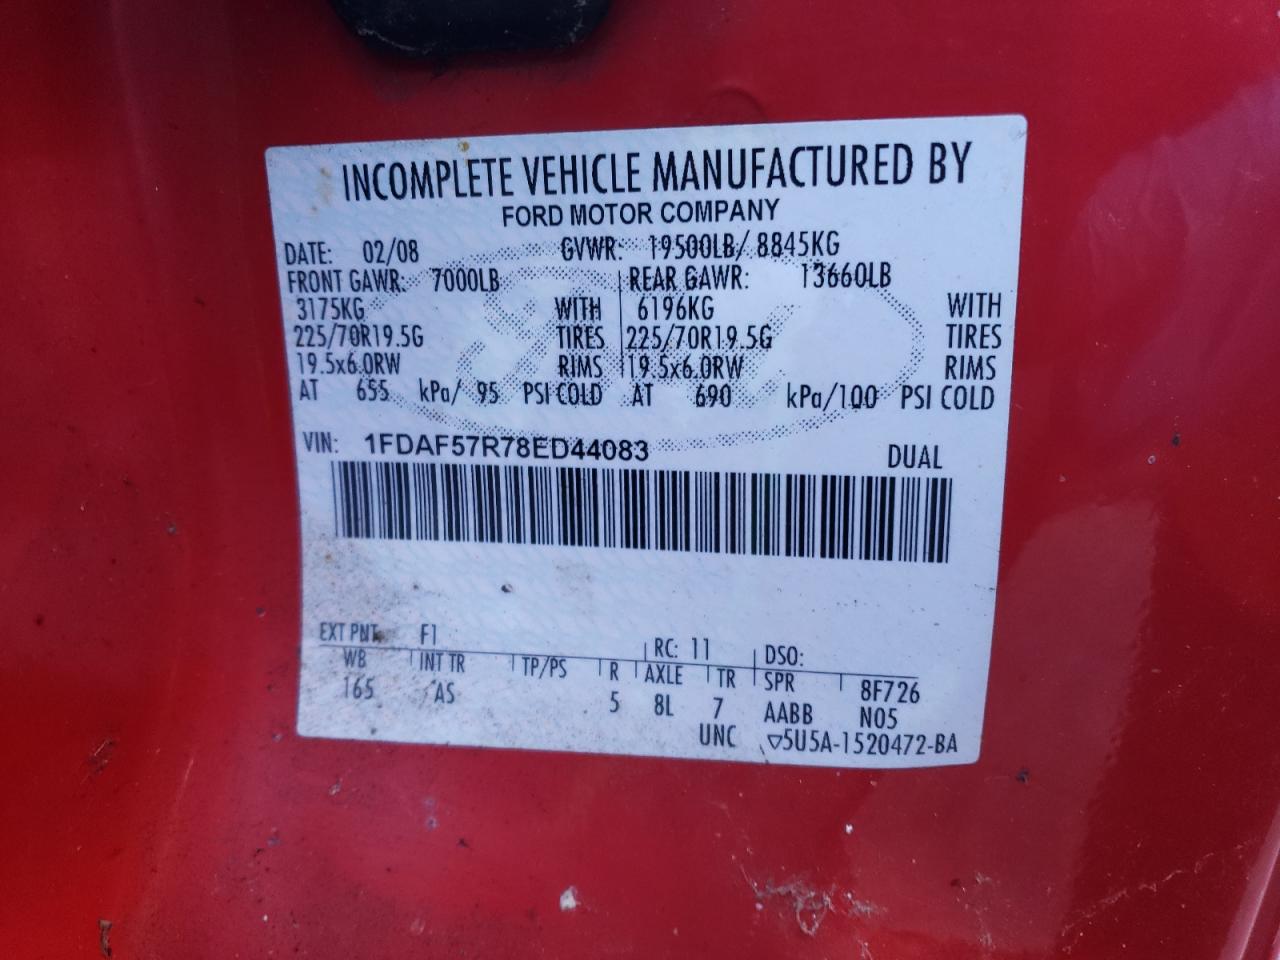 INCOMPLETE VEHICLE MANUFACTURED BY
FORD MOTOR COMPANY
DATE: 02/08 GVWR: 19500LB/ 8845KG
FRONT GAWR: 7000LB REAR GAWR: 13660LB
3175KG WITH 6196KG WITH
225/70R19.5G TIRES 225/70R19.5G TIRES
19.5x6.0RW RIMS 19.5x6.0RW RIMS
AT 655 kPa/ 95 PSI COLD AT 690 kPa/100 PSI COLD
VIN: 1FDAF57R78ED44083 DUAL
EXT PNT: F1 RC: 11 DSO:
WB INT TR TP/PS R AXLE TR SPR 8F726
165 AS 5 8L 7 AABB N05
UNC ▽5U5A-1520472-BA